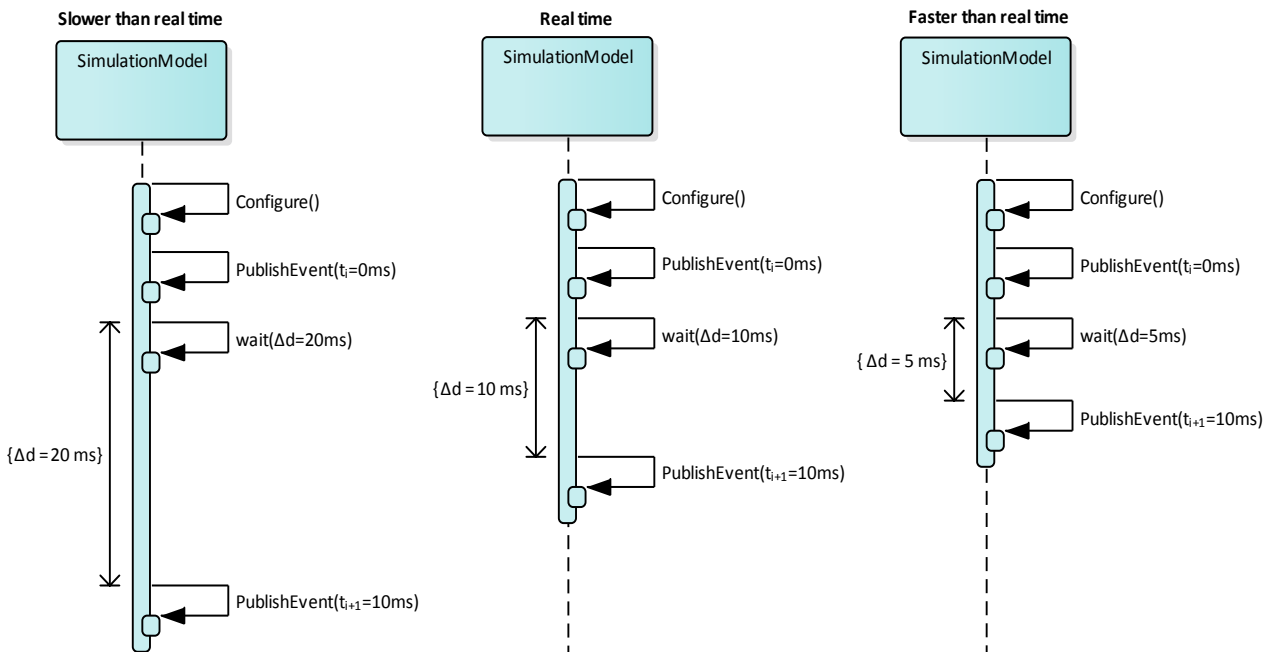 Slower than real time
SimulationModel
Configure()
PublishEvent(tᵢ=0ms)
wait(Δd=20ms)
{Δd = 20 ms}
PublishEvent(tᵢ₊₁=10ms)
Real time
SimulationModel
Configure()
PublishEvent(tᵢ=0ms)
wait(Δd=10ms)
{Δd = 10 ms}
PublishEvent(tᵢ₊₁=10ms)
Faster than real time
SimulationModel
Configure()
PublishEvent(tᵢ=0ms)
wait(Δd=5ms)
{Δd = 5 ms}
PublishEvent(tᵢ₊₁=10ms)